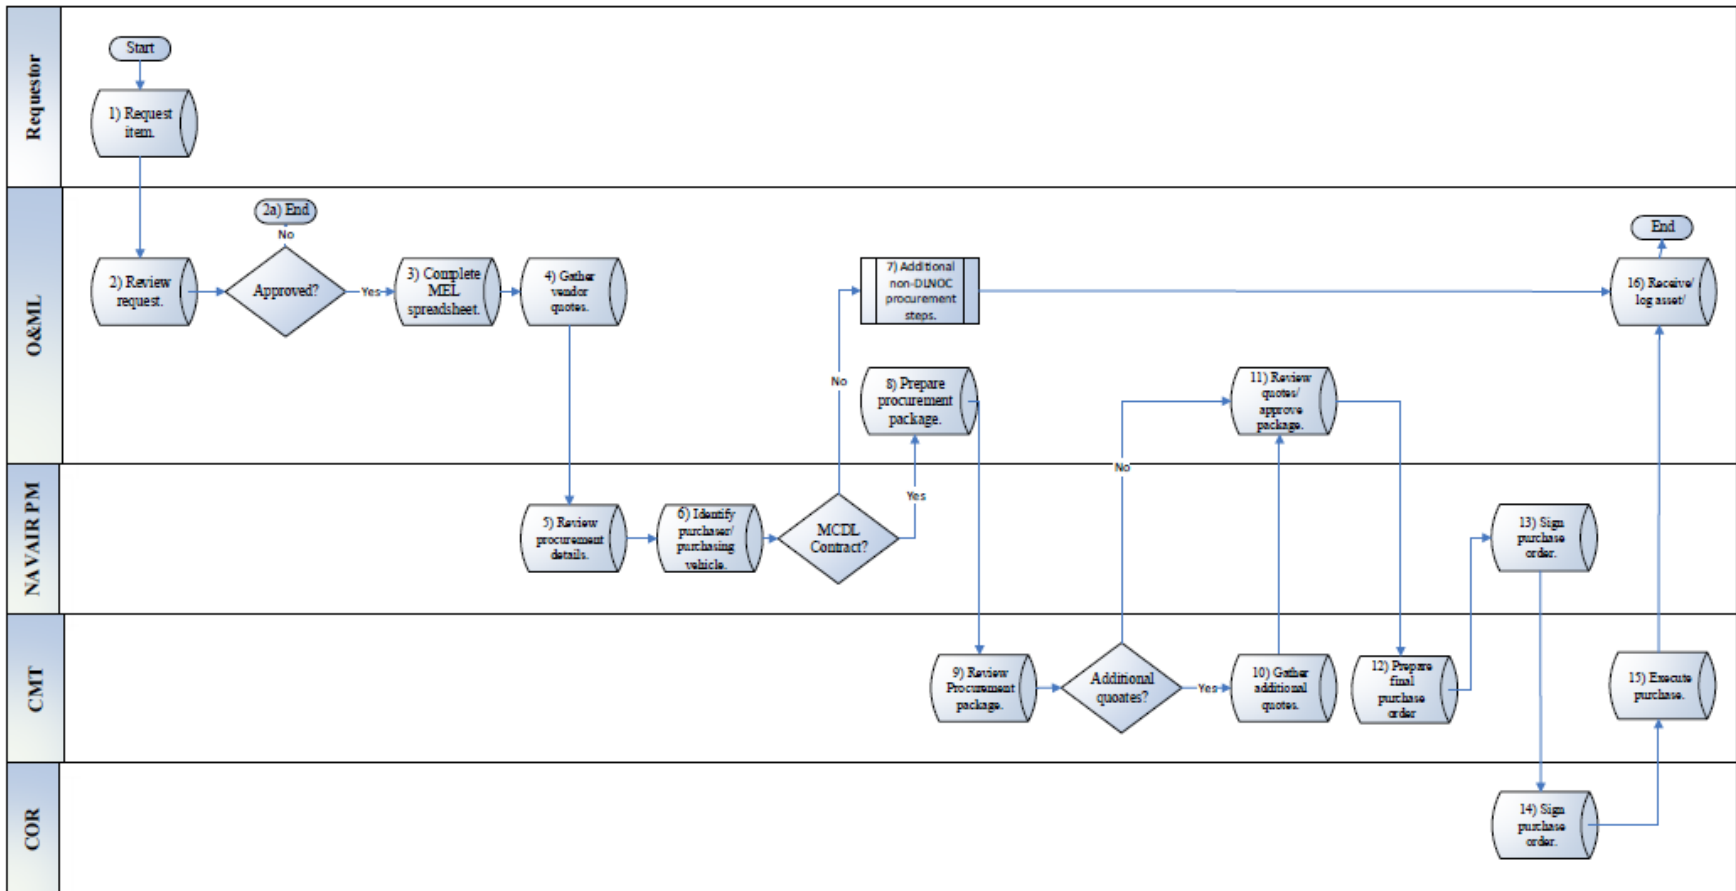 Requestor
Start
1) Request
item.
O&ML
2a) End
No
2) Review
request.
Approved?
Yes
3) Complete
MEL
spreadsheet.
4) Gather
vendor
quotes.
7) Additional
non-DLNOC
procurement
steps.
End
16) Receive/
log asset/
No
8) Prepare
procurement
package.
11) Review
quotes/
approve
package.
NAVAIR PM
5) Review
procurement
details.
6) Identify
purchaser/
purchasing
vehicle.
MCDL
Contract?
Yes
No
13) Sign
purchase
order.
CMT
9) Review
Procurement
package.
Additional
quoates?
Yes
10) Gather
additional
quotes.
12) Prepare
final
purchase
order
15) Execute
purchase.
COR
14) Sign
purchase
order.